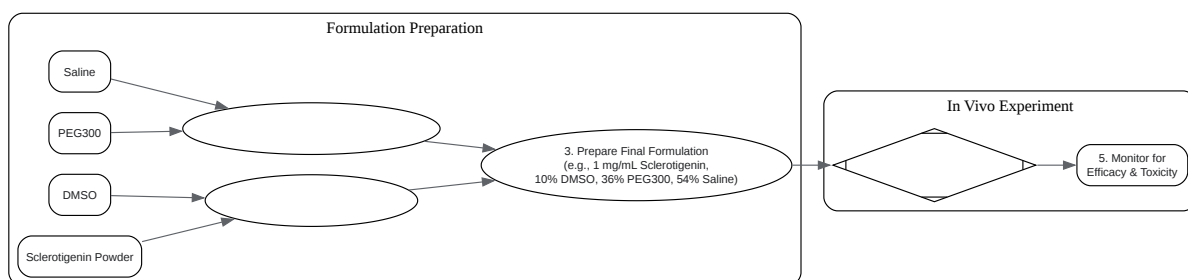 Formulation Preparation
Saline
PEG300
DMSO
Sclerotigenin Powder
3. Prepare Final Formulation
(e.g., 1 mg/mL Sclerotigenin,
10% DMSO, 36% PEG300, 54% Saline)
In Vivo Experiment
5. Monitor for
Efficacy & Toxicity